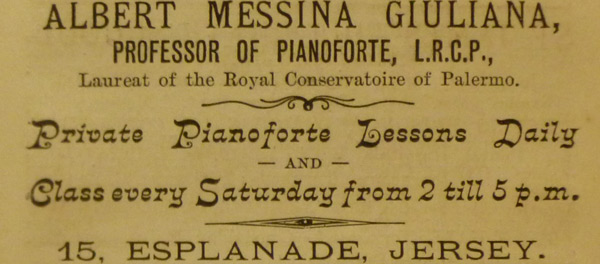 ALBERT MESSINA GIULIANA,
PROFESSOR OF PIANOFORTE, L.R.C.P.,
Laureat of the Royal Conservatoire of Palermo.
Private Pianoforte Lessons Daily
— AND —
Class every Saturday from 2 till 5 p.m.
15, ESPLANADE, JERSEY.